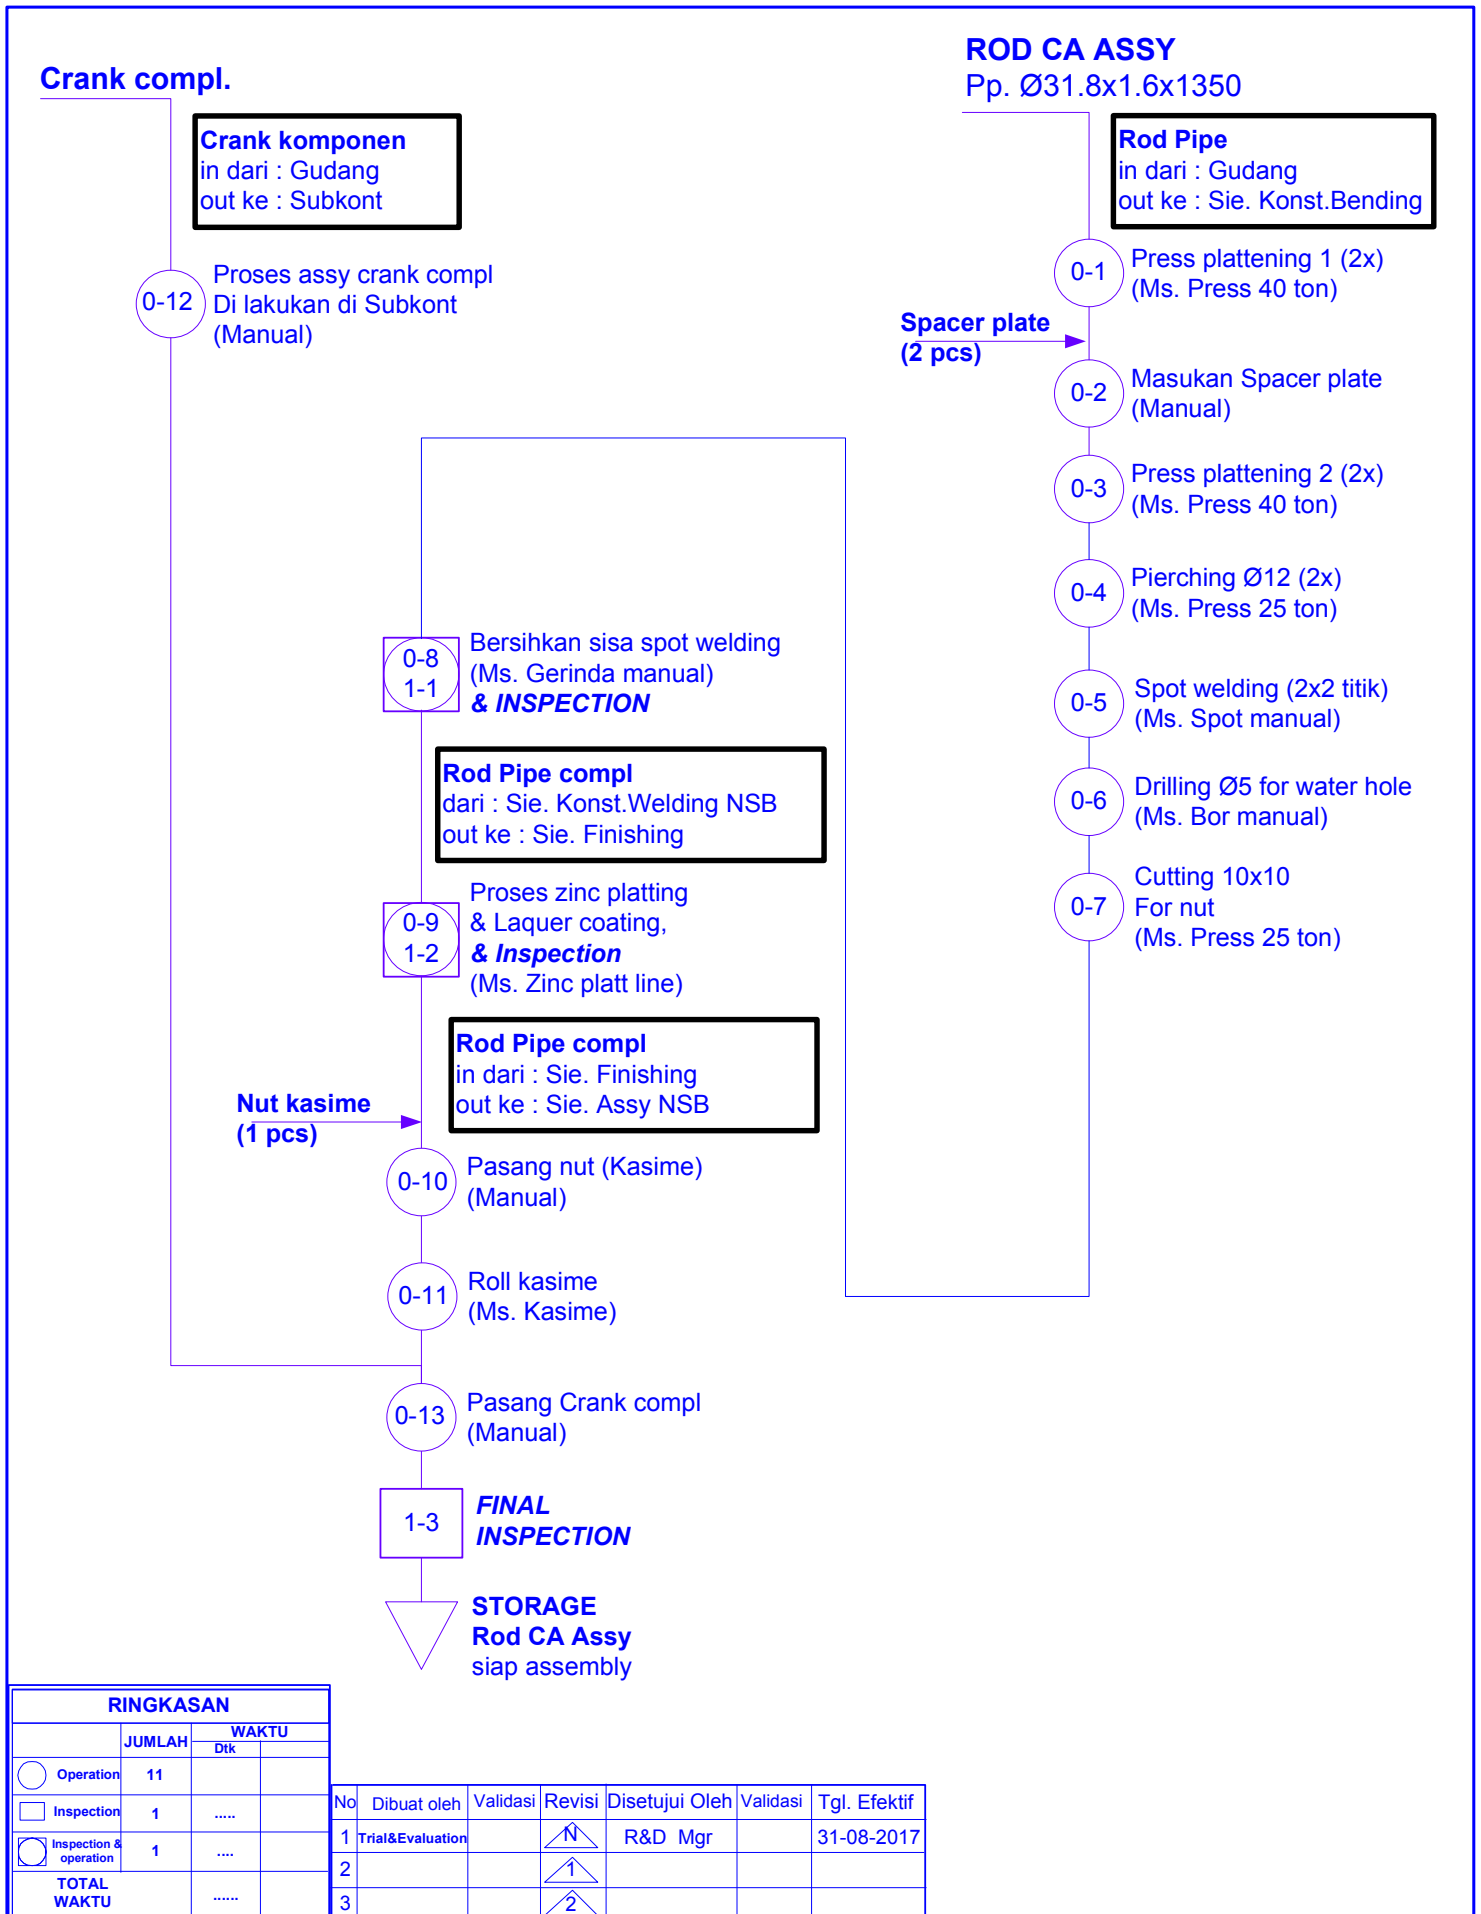 Crank compl.
Crank komponen
in dari : Gudang
out ke : Subkont
0-12
Proses assy crank compl
Di lakukan di Subkont
(Manual)
ROD CA ASSY
Pp. Ø31.8x1.6x1350
Rod Pipe
in dari : Gudang
out ke : Sie. Konst.Bending
0-1
Press plattening 1 (2x)
(Ms. Press 40 ton)
Spacer plate
(2 pcs)
0-2
Masukan Spacer plate
(Manual)
0-3
Press plattening 2 (2x)
(Ms. Press 40 ton)
0-4
Pierching Ø12 (2x)
(Ms. Press 25 ton)
0-5
Spot welding (2x2 titik)
(Ms. Spot manual)
0-6
Drilling Ø5 for water hole
(Ms. Bor manual)
0-7
Cutting 10x10
For nut
(Ms. Press 25 ton)
0-8
1-1
Bersihkan sisa spot welding
(Ms. Gerinda manual)
& INSPECTION
Rod Pipe compl
dari : Sie. Konst.Welding NSB
out ke : Sie. Finishing
0-9
1-2
Proses zinc platting
& Laquer coating,
& Inspection
(Ms. Zinc platt line)
Rod Pipe compl
in dari : Sie. Finishing
out ke : Sie. Assy NSB
Nut kasime
(1 pcs)
0-10
Pasang nut (Kasime)
(Manual)
0-11
Roll kasime
(Ms. Kasime)
0-13
Pasang Crank compl
(Manual)
1-3
FINAL
INSPECTION
STORAGE
Rod CA Assy
siap assembly
RINGKASAN
JUMLAH WAKTU
Dtk
Operation 11
Inspection 1 .....
Inspection &
operation 1 ....
TOTAL
WAKTU ......
No Dibuat oleh Validasi Revisi Disetujui Oleh Validasi Tgl. Efektif
1 Trial&Evaluation N R&D Mgr 31-08-2017
2 1
3 2